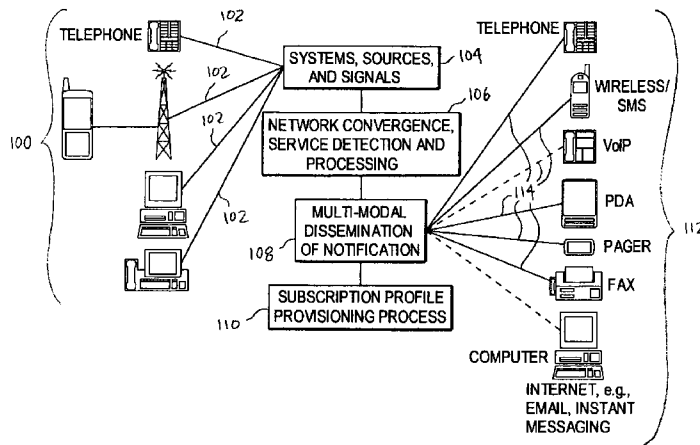 TELEPHONE
102
102
102
102
100
SYSTEMS, SOURCES,
AND SIGNALS
104
106
NETWORK CONVERGENCE,
SERVICE DETECTION AND
PROCESSING
MULTI-MODAL
DISSEMINATION
OF NOTIFICATION
108
SUBSCRIPTION PROFILE
PROVISIONING PROCESS
110
114
TELEPHONE
WIRELESS/
SMS
VoIP
PDA
PAGER
FAX
COMPUTER
INTERNET, e.g.,
EMAIL, INSTANT
MESSAGING
112